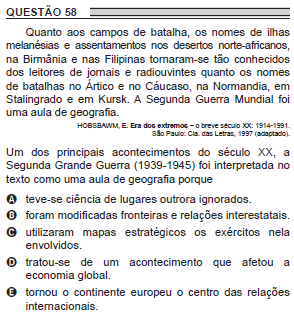 QUESTÃO 58
Quanto aos campos de batalha, os nomes de ilhas
melanésias e assentamentos nos desertos norte-africanos,
na Birmânia e nas Filipinas tornaram-se tão conhecidos
dos leitores de jornais e radiouvintes quanto os nomes
de batalhas no Ártico e no Cáucaso, na Normandia, em
Stalingrado e em Kursk. A Segunda Guerra Mundial foi
uma aula de geografia.
HOBSBAWM, E. Era dos extremos – o breve século XX: 1914-1991.
São Paulo: Cia. das Letras, 1997 (adaptado).
Um dos principais acontecimentos do século XX, a
Segunda Grande Guerra (1939-1945) foi interpretada no
texto como uma aula de geografia porque
A teve-se ciência de lugares outrora ignorados.
B foram modificadas fronteiras e relações interestatais.
C utilizaram mapas estratégicos os exércitos nela
envolvidos.
D tratou-se de um acontecimento que afetou a
economia global.
E tornou o continente europeu o centro das relações
internacionais.